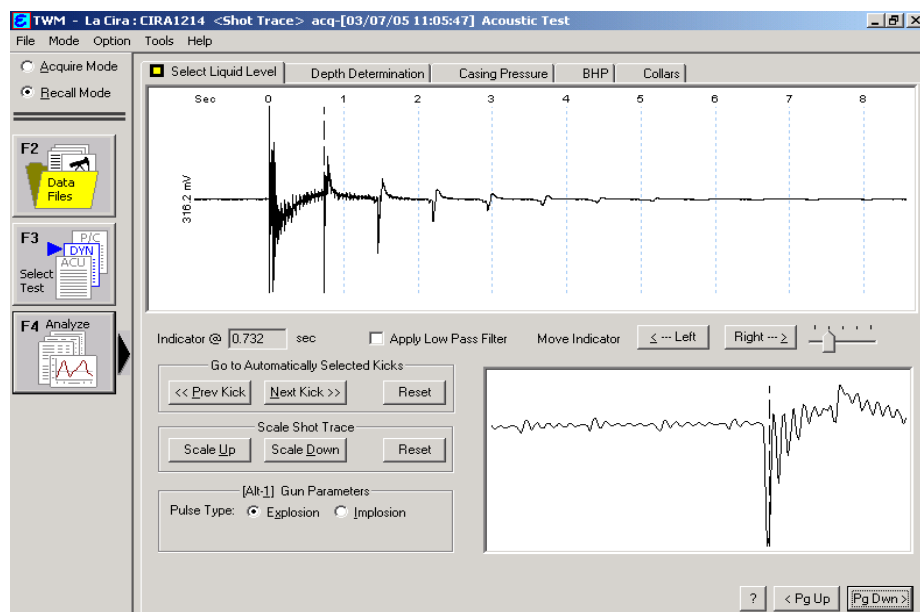 TWM - La Cira : CIRA1214 <Shot Trace> acq-[03/07/05 11:05:47] Acoustic Test
File Mode Option Tools Help
Acquire Mode
Recall Mode
F2
Data
Files
F3
P/C
DYN
ACU
Select
Test
F4 Analyze
Select Liquid Level
Depth Determination
Casing Pressure
BHP
Collars
Sec 0 1 2 3 4 5 6 7 8
316.2 mV
Indicator @ 0.732 sec
Apply Low Pass Filter
Move Indicator
< --- Left
Right --- >
Go to Automatically Selected Kicks
<< Prev Kick
Next Kick >>
Reset
Scale Shot Trace
Scale Up
Scale Down
Reset
[Alt-1] Gun Parameters
Pulse Type: Explosion Implosion
?
< Pg Up
Pg Dwn >